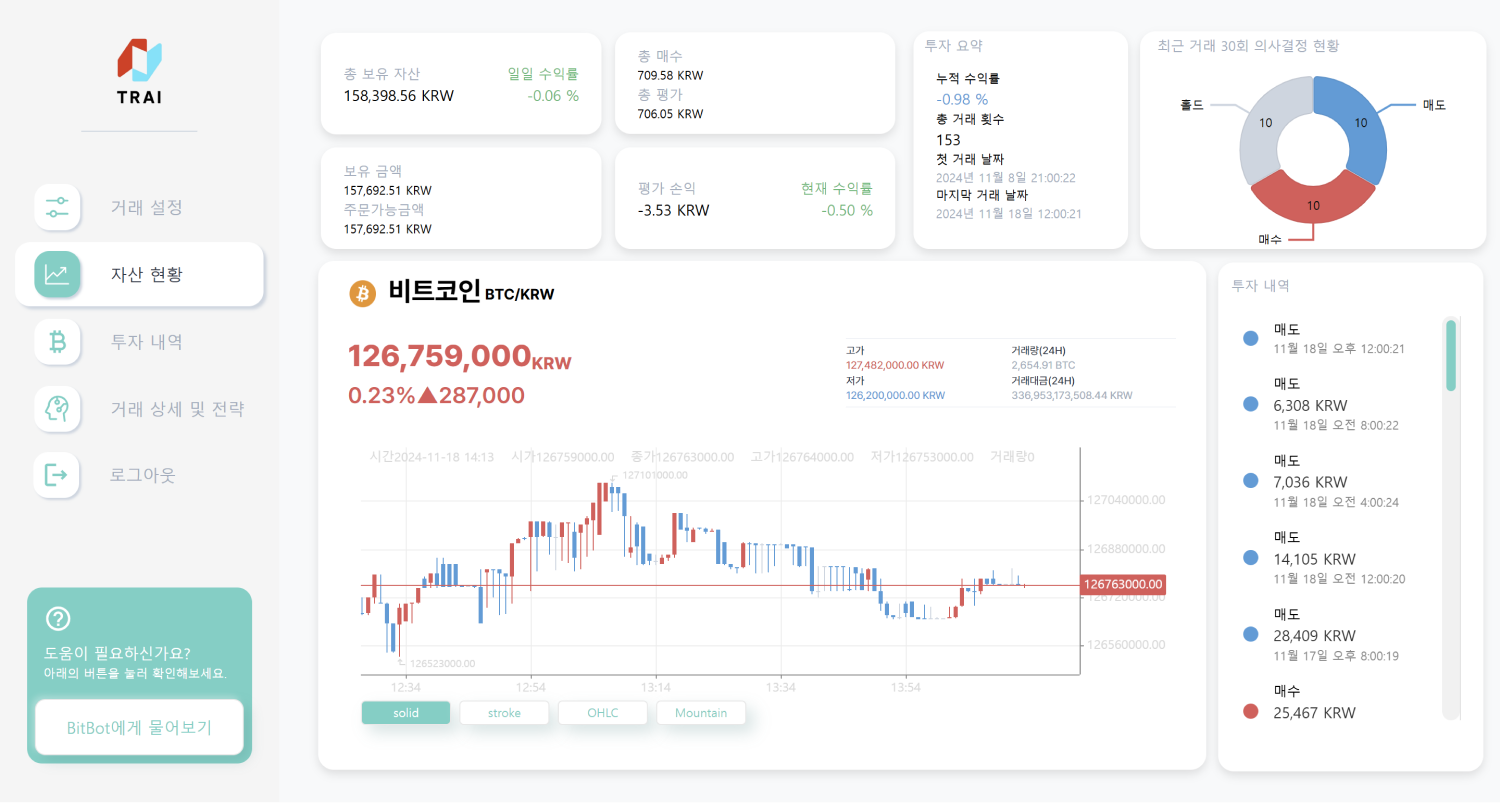 TRAI
거래 설정
자산 현황
투자 내역
거래 상세 및 전략
로그아웃
도움이 필요하신가요?
아래의 버튼을 눌러 확인해보세요.
BitBot에게 물어보기
총 보유 자산 일일 수익률
158,398.56 KRW -0.06 %
총 매수
709.58 KRW
총 평가
706.05 KRW
보유 금액
157,692.51 KRW
주문가능금액
157,692.51 KRW
평가 손익 현재 수익률
-3.53 KRW -0.50 %
투자 요약
누적 수익률
-0.98 %
총 거래 횟수
153
첫 거래 날짜
2024년 11월 8일 21:00:22
마지막 거래 날짜
2024년 11월 18일 12:00:21
최근 거래 30회 의사결정 현황
홀드 매도
10 10
10
매수
비트코인 BTC/KRW
126,759,000KRW
0.23%▲287,000
고가 거래량(24H)
127,482,000.00 KRW 2,654.91 BTC
저가 거래대금(24H)
126,200,000.00 KRW 336,953,173,508.44 KRW
시간2024-11-18 14:13 시가126759000.00 종가126763000.00 고가126764000.00 저가126753000.00 거래량0
127101000.00
127040000.00
126880000.00
126763000.00
126720000.00
126560000.00
126523000.00
12:34 12:54 13:14 13:34 13:54
solid stroke OHLC Mountain
투자 내역
매도
11월 18일 오후 12:00:21
매도
6,308 KRW
11월 18일 오전 8:00:22
매도
7,036 KRW
11월 18일 오전 4:00:24
매도
14,105 KRW
11월 18일 오전 12:00:20
매도
28,409 KRW
11월 17일 오후 8:00:19
매수
25,467 KRW